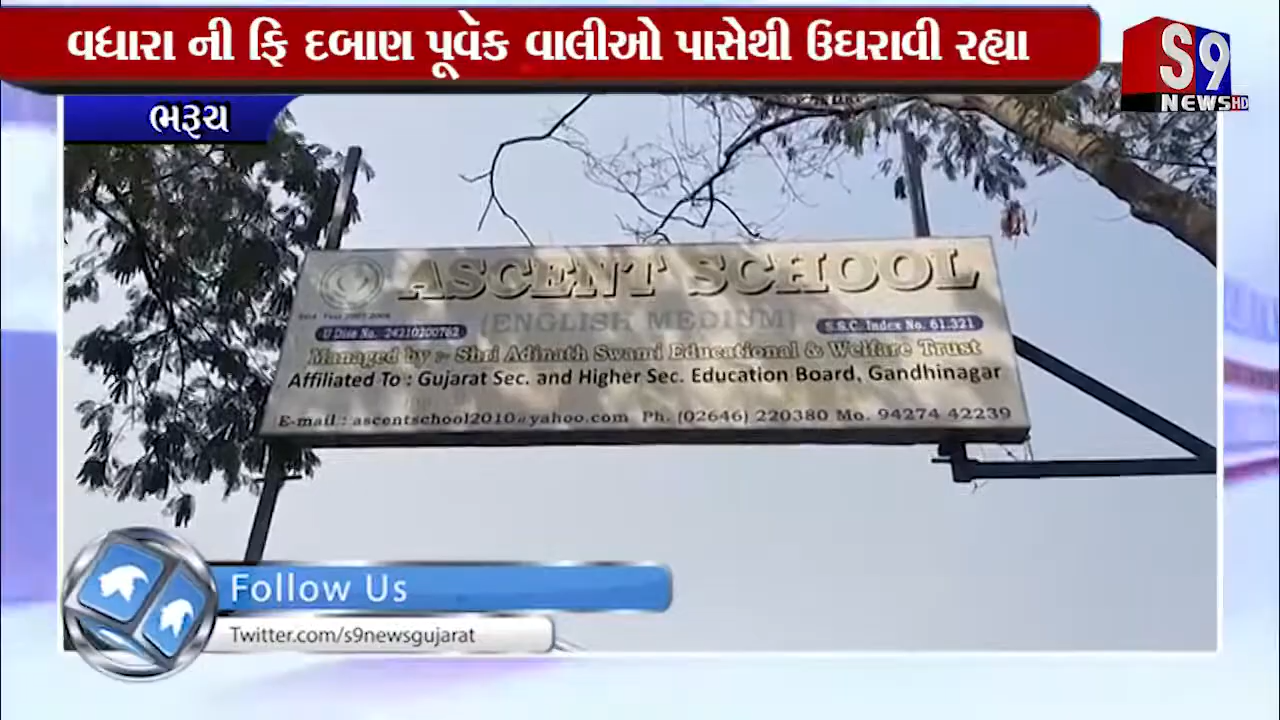 વધારા ની ફિ દબાણ પૂર્વક વાલીઓ પાસેથી ઉઘરાવી રહ્યા
S9
NEWS HD
ભરૂચ
ASCENT SCHOOL
(ENGLISH MEDIUM)
U Dise No. 24210200782
S.S.C. Index No. 61.321
Managed by :- Shri Adinath Swami Educational & Welfare Trust
Affiliated To : Gujarat Sec. and Higher Sec. Education Board, Gandhinagar
E-mail : ascentschool2010@yahoo.com Ph. (02646) 220380 Mo. 94274 42239
Follow Us
Twitter.com/s9newsgujarat